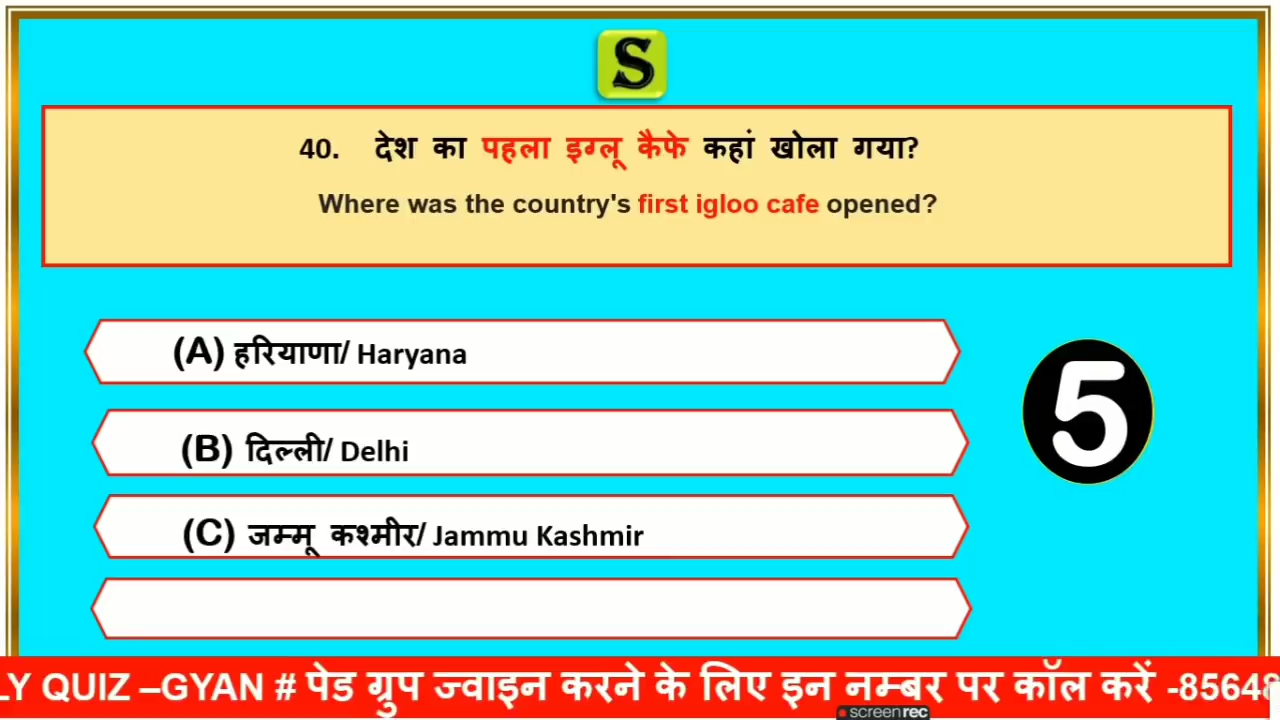 S
40. देश का पहला इग्लू कैफे कहां खोला गया?
Where was the country's first igloo cafe opened?
(A) हरियाणा/ Haryana
(B) दिल्ली/ Delhi
(C) जम्मू कश्मीर/ Jammu Kashmir
5
LY QUIZ –GYAN # पेड ग्रुप ज्वाइन करने के लिए इन नम्बर पर कॉल करें -85648
screenrec